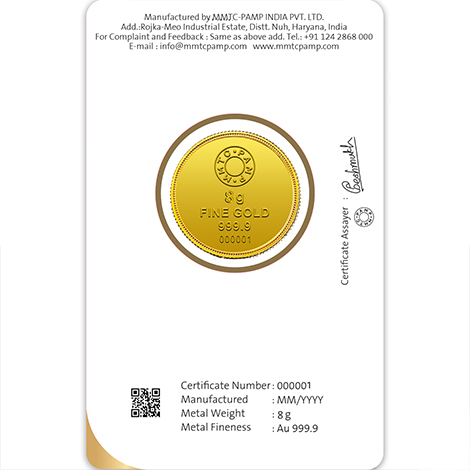 Manufactured by MMTC-PAMP INDIA PVT. LTD.
Add.:Rojka-Meo Industrial Estate, Distt. Nuh, Haryana, India
For Complaint and Feedback : Same as above add. Tel.: +91 124 2868 000
E-mail : info@mmtcpamp.com • www.mmtcpamp.com
MMTC•PAMP
8g
FINE GOLD
999.9
000001
Certificate Assayer :
Certificate Number : 000001
Manufactured : MM/YYYY
Metal Weight : 8 g
Metal Fineness : Au 999.9